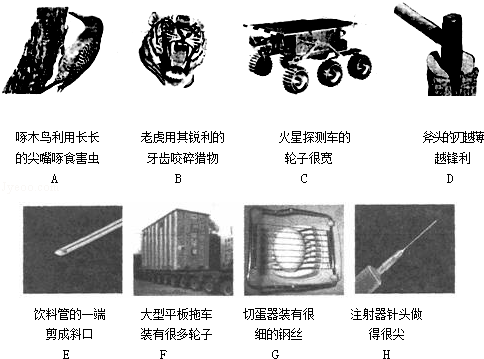 啄木鸟利用长长
的尖嘴啄食害虫
A
老虎用其锐利的
牙齿咬碎猎物
B
火星探测车的
轮子很宽
C
斧头的刃越薄
越锋利
D
饮料管的一端
剪成斜口
E
大型平板拖车
装有很多轮子
F
切蛋器装有很
细的钢丝
G
注射器针头做
得很尖
H